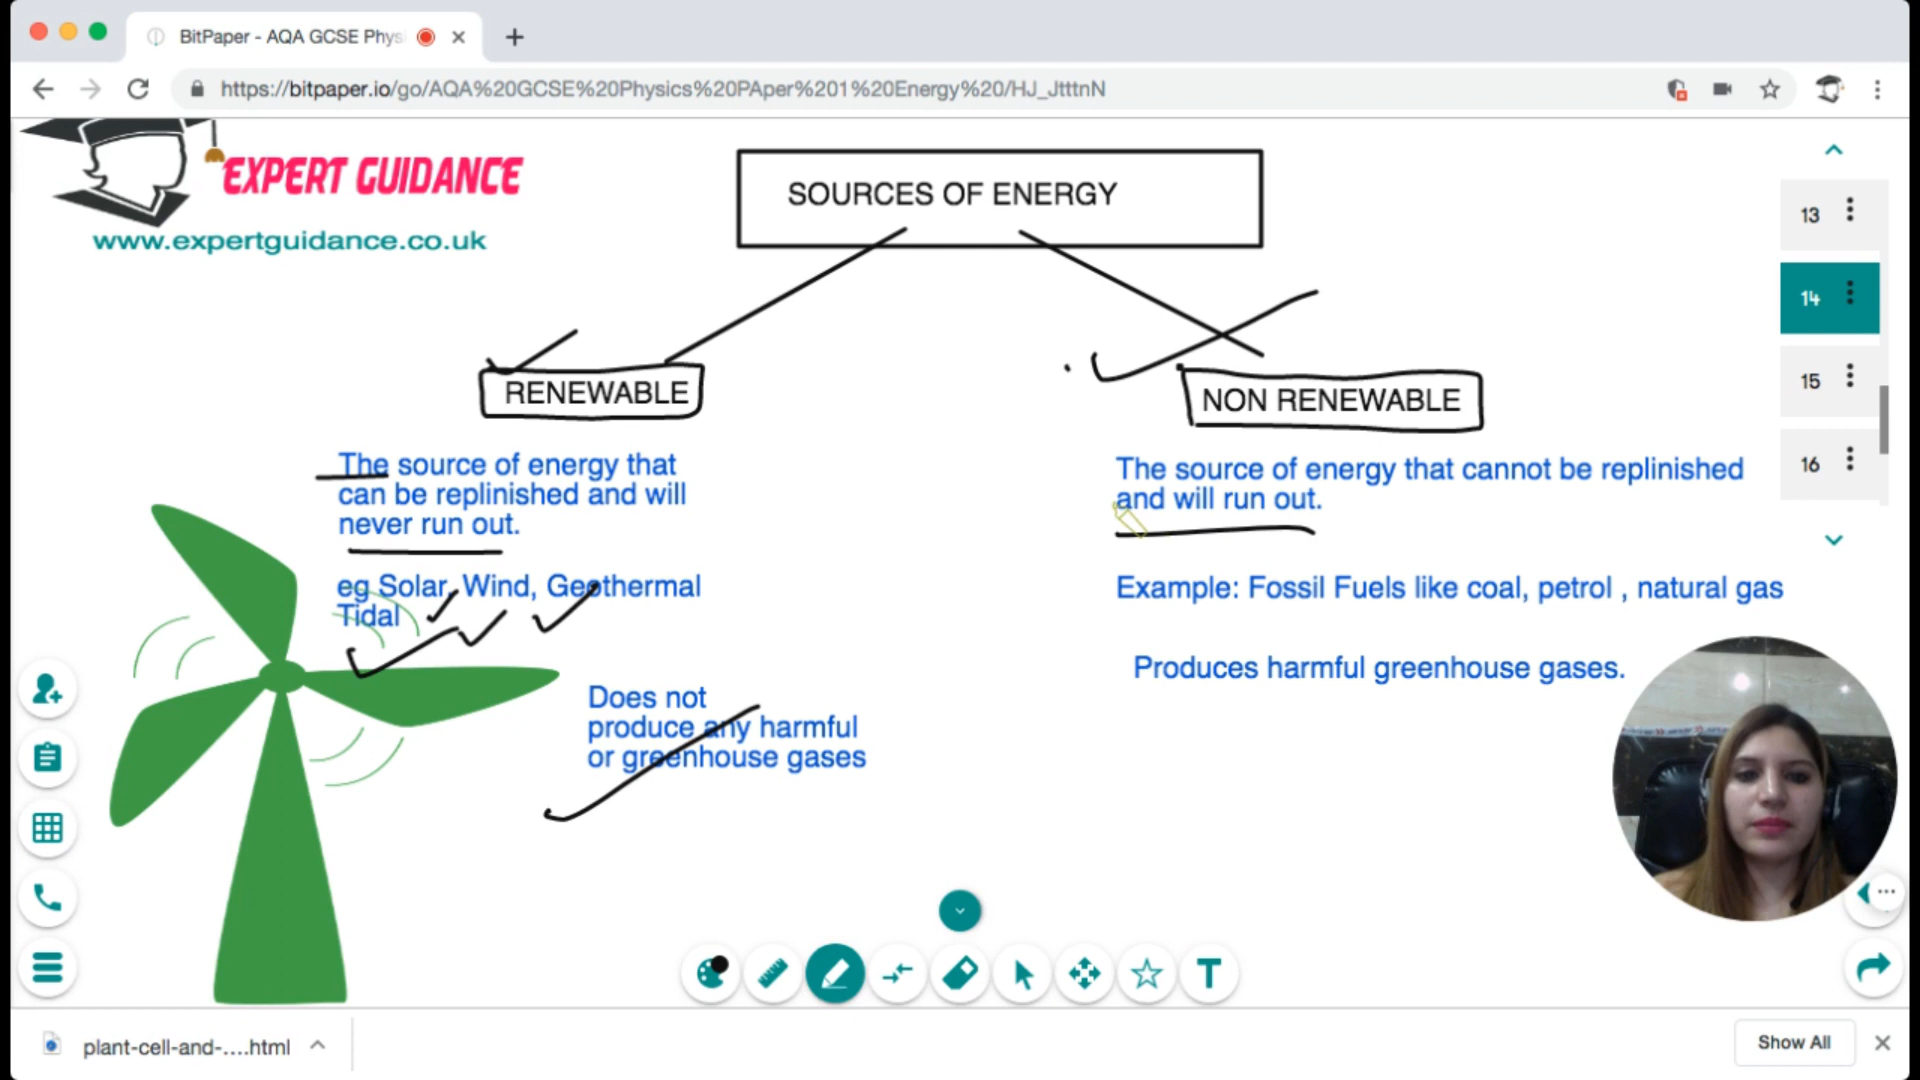 BitPaper - AQA GCSE Phys
https://bitpaper.io/go/AQA%20GCSE%20Physics%20PAper%201%20Energy%20/HJ_JtttnN
EXPERT GUIDANCE
www.expertguidance.co.uk
SOURCES OF ENERGY
13
14
15
16
RENEWABLE
The source of energy that
can be replinished and will
never run out.
eg Solar, Wind, Geothermal
Tidal
Does not
produce any harmful
or greenhouse gases
NON RENEWABLE
The source of energy that cannot be replinished
and will run out.
Example: Fossil Fuels like coal, petrol , natural gas
Produces harmful greenhouse gases.
T
plant-cell-and-....html
Show All